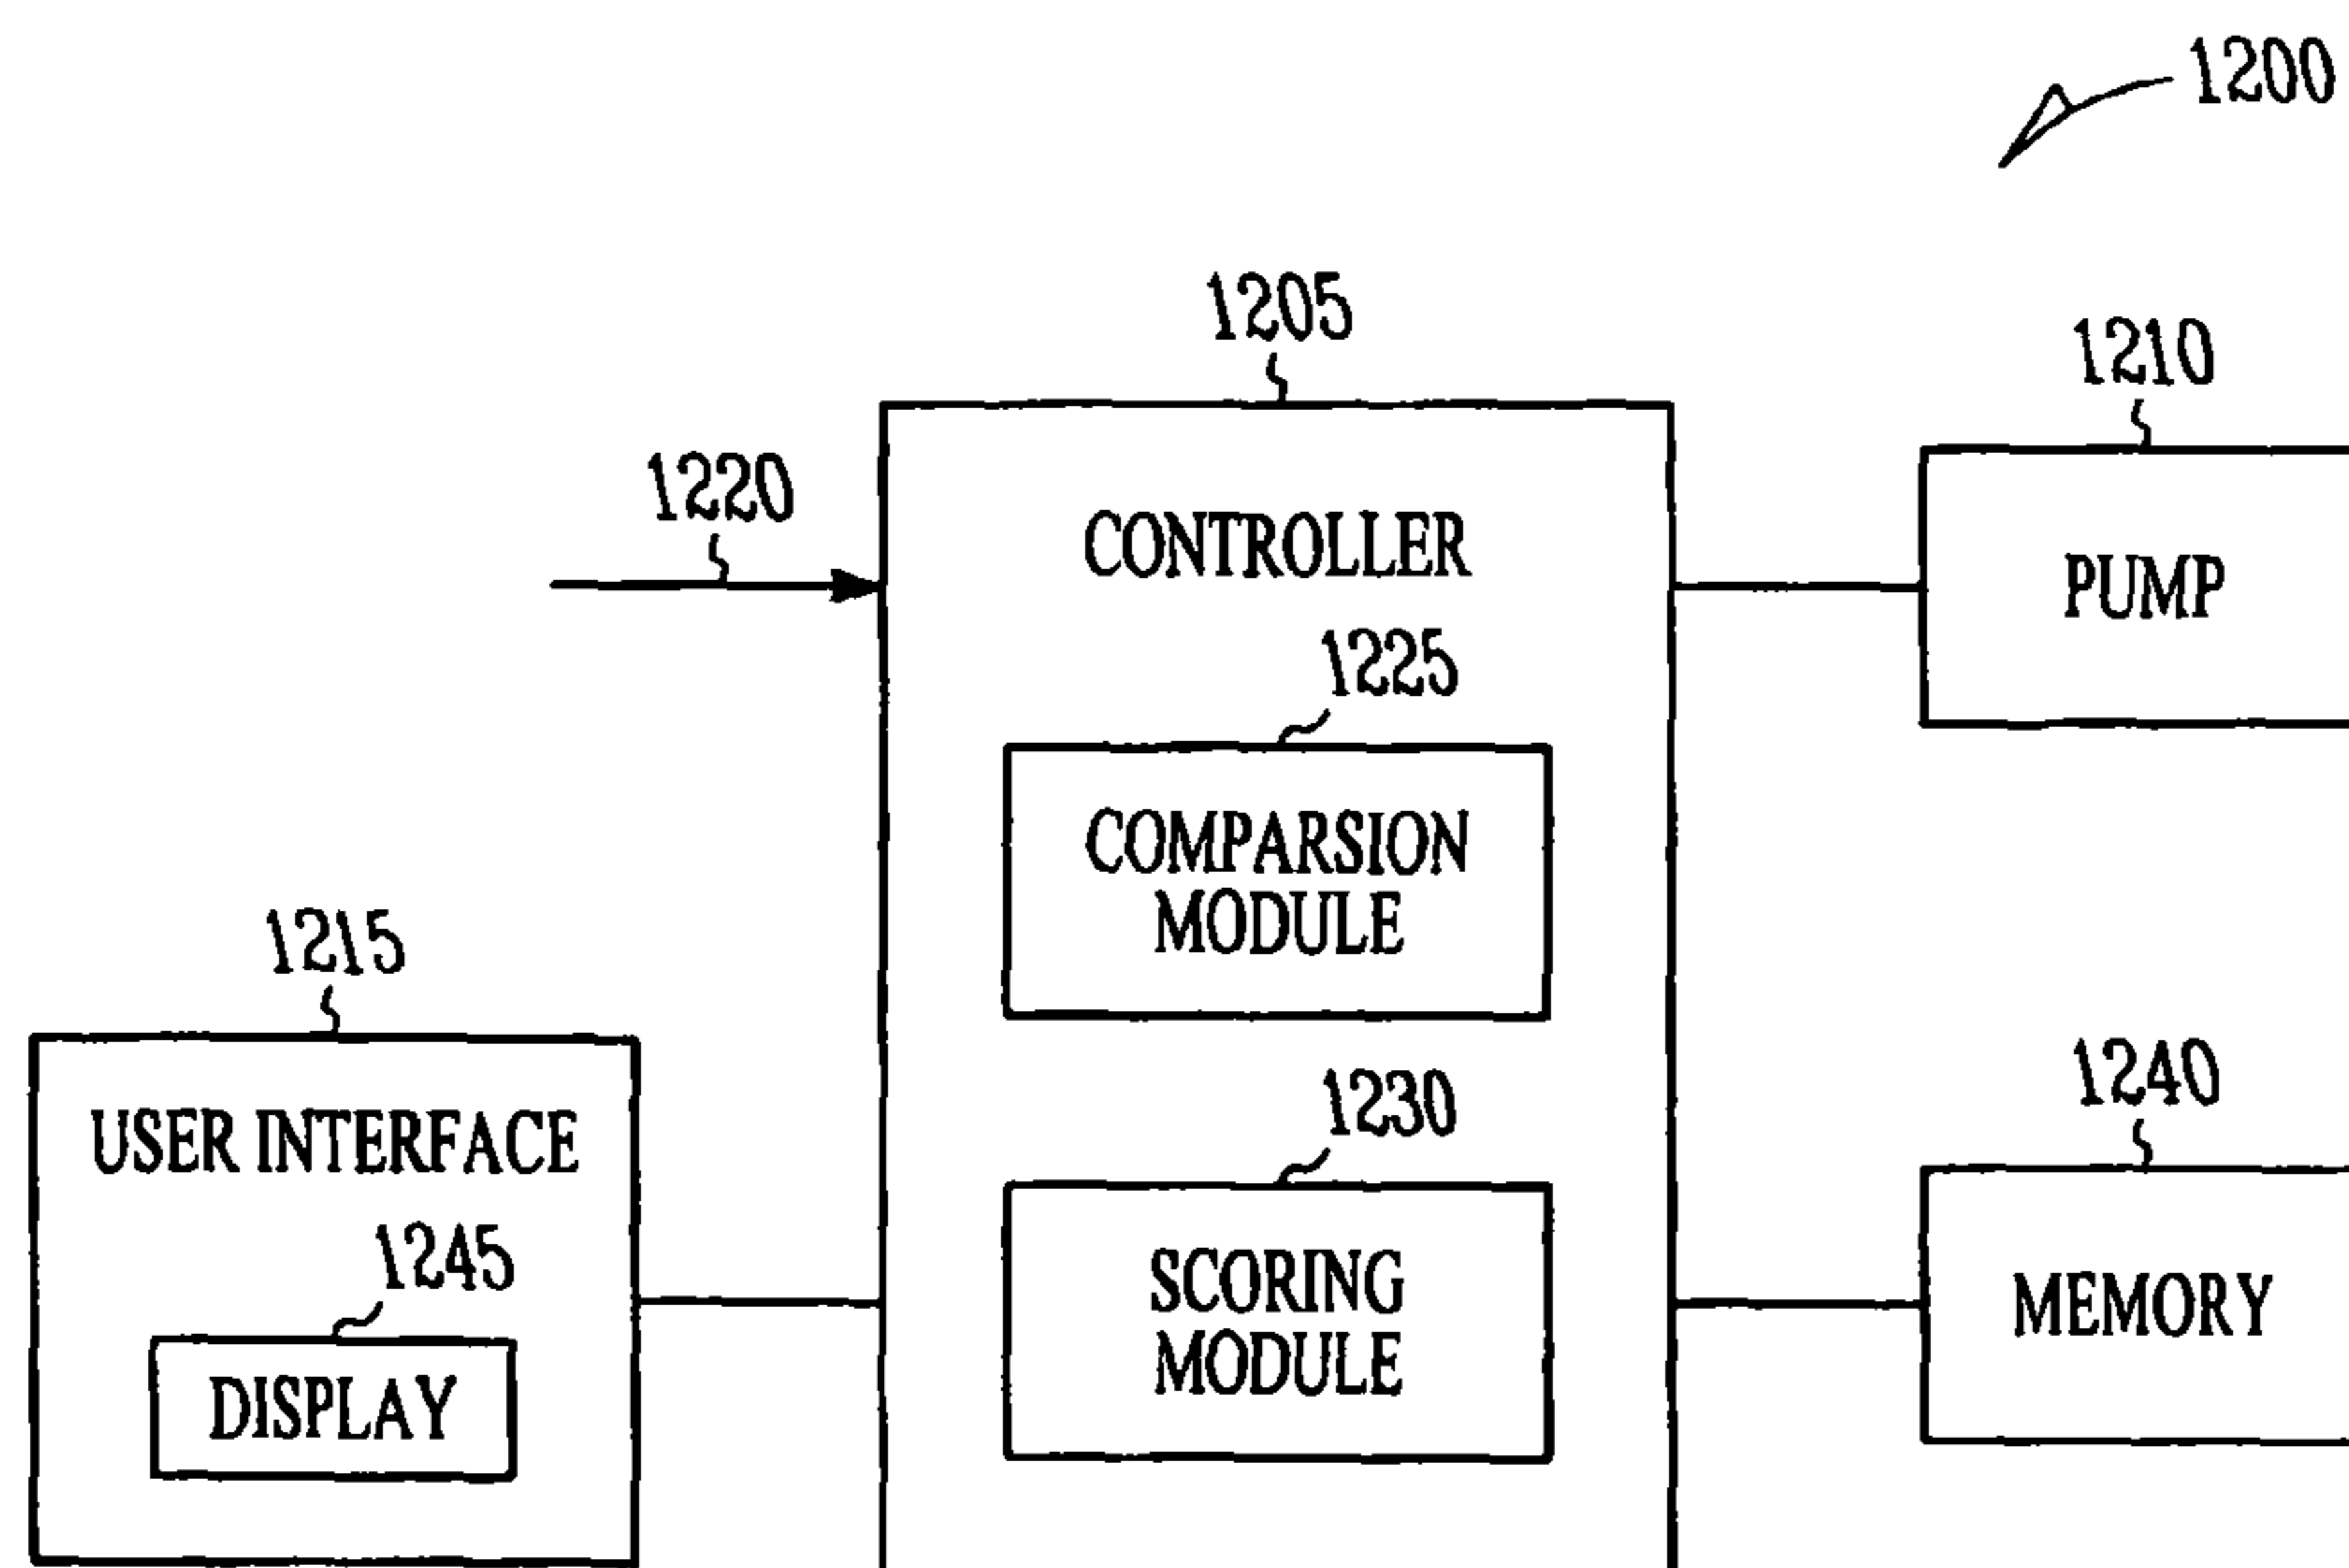 1200
1205
1210
1220
CONTROLLER
PUMP
1225
COMPARSION
MODULE
1215
1240
1230
USER INTERFACE
1245
SCORING
MODULE
MEMORY
DISPLAY